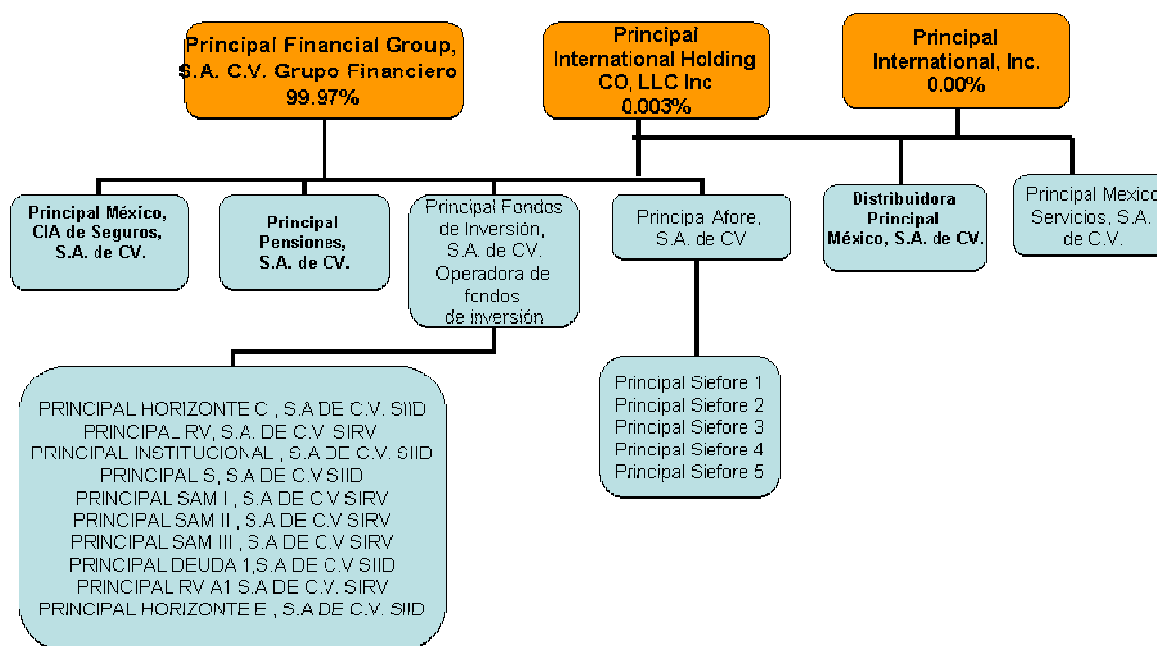 Principal Financial Group,
S.A. C.V. Grupo Financiero
99.97%
Principal
International Holding
CO, LLC Inc
0.003%
Principal
International, Inc.
0.00%
Principal México,
CIA de Seguros,
S.A. de CV.
Principal
Pensiones,
S.A. de CV.
Principal Fondos
de Inversión,
S.A. de CV.
Operadora de
fondos
de inversión
Principal Afore,
S.A. de CV
Distribuidora
Principal
México, S.A. de CV.
Principal Mexico
Servicios, S.A.
de C.V.
PRINCIPAL HORIZONTE C , S.A DE C.V. SIID
PRINCIPAL RV, S.A. DE C.V. SIRV
PRINCIPAL INSTITUCIONAL , S.A DE C.V. SIID
PRINCIPAL S, S.A DE C.V SIID
PRINCIPAL SAM I , S.A DE C.V SIRV
PRINCIPAL SAM II , S.A DE C.V SIRV
PRINCIPAL SAM III , S.A DE C.V SIRV
PRINCIPAL DEUDA 1,S.A DE C.V SIID
PRINCIPAL RV A1 S.A DE C.V. SIRV
PRINCIPAL HORIZONTE E , S.A DE C.V. SIID
Principal Siefore 1
Principal Siefore 2
Principal Siefore 3
Principal Siefore 4
Principal Siefore 5